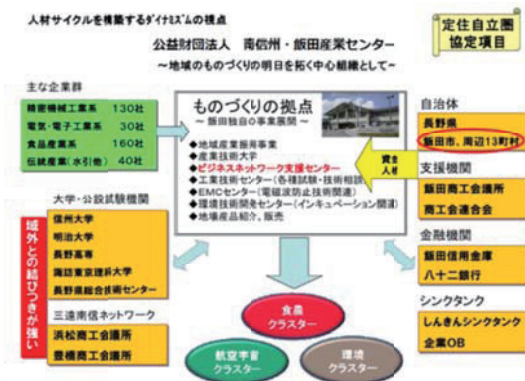 人材サイクルを構築するダイナミズムの視点
公益財団法人 南信州・飯田産業センター
～地域のものづくりの明日を拓く中心組織として～
定住自立圏
協定項目
主な企業群
精密機械工業系 130社
電気・電子工業系 30社
食品産業系 160社
伝統産業(水引他) 40社
大学・公設試験機関
域外との結びつきが強い
信州大学
明治大学
長野高専
諏訪東京理科大学
長野県総合技術センター
三遠南信ネットワーク
浜松商工会議所
豊橋商工会議所
ものづくりの拠点
～ 飯田独自の事業展開 ～
◆地域産業振興事業
◆産業技術大学
◆ビジネスネットワーク支援センター
◆工業技術センター(各種試験・技術相談
◆EMCセンター(電磁波防止技術関連)
◆環境技術開発センター(インキュベーション関連
◆地場産品紹介、販売
資金
人材
自治体
長野県
飯田市、周辺13町村
支援機関
飯田商工会議所
商工会連合会
金融機関
飯田信用金庫
八十二銀行
シンクタンク
しんきんシンクタンク
企業OB
食農
クラスター
航空宇宙
クラスター
環境
クラスター